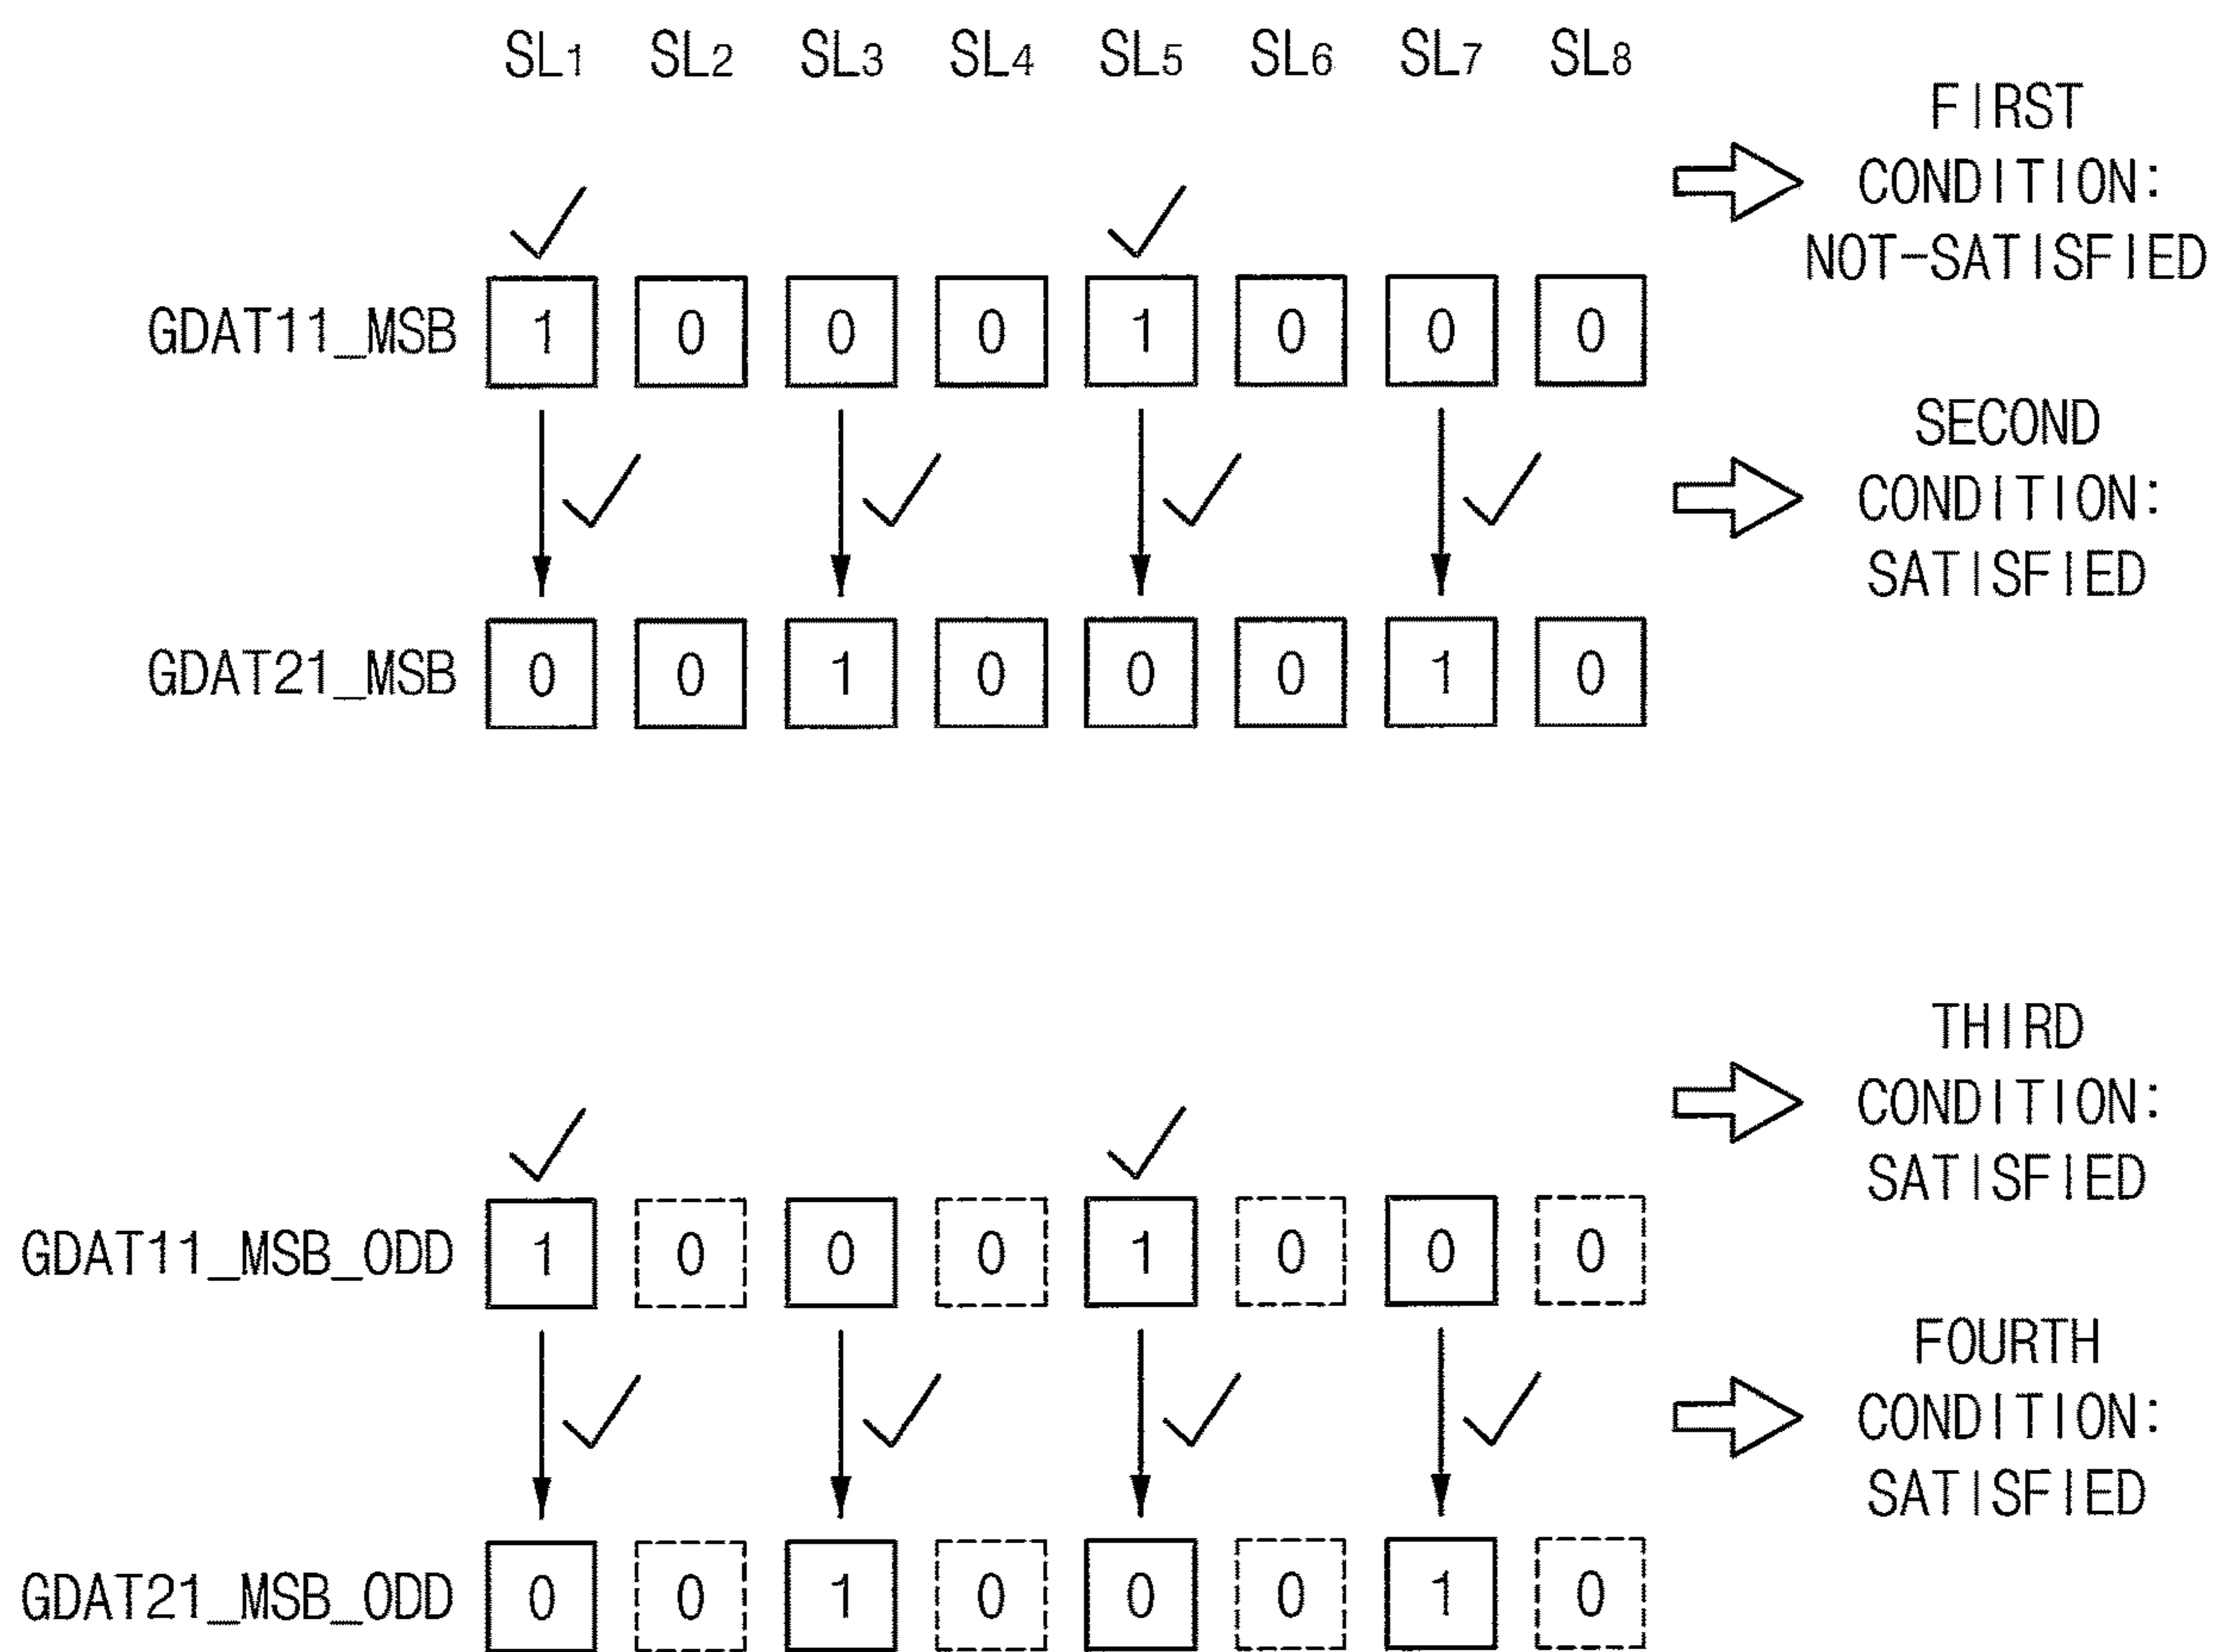 SL1 SL2 SL3 SL4 SL5 SL6 SL7 SL8
FIRST
CONDITION:
NOT-SATISFIED
GDAT11_MSB 1 0 0 0 1 0 0 0
SECOND
CONDITION:
SATISFIED
GDAT21_MSB 0 0 1 0 0 0 1 0
THIRD
CONDITION:
SATISFIED
GDAT11_MSB_ODD 1 0 0 0 1 0 0 0
FOURTH
CONDITION:
SATISFIED
GDAT21_MSB_ODD 0 0 1 0 0 0 1 0